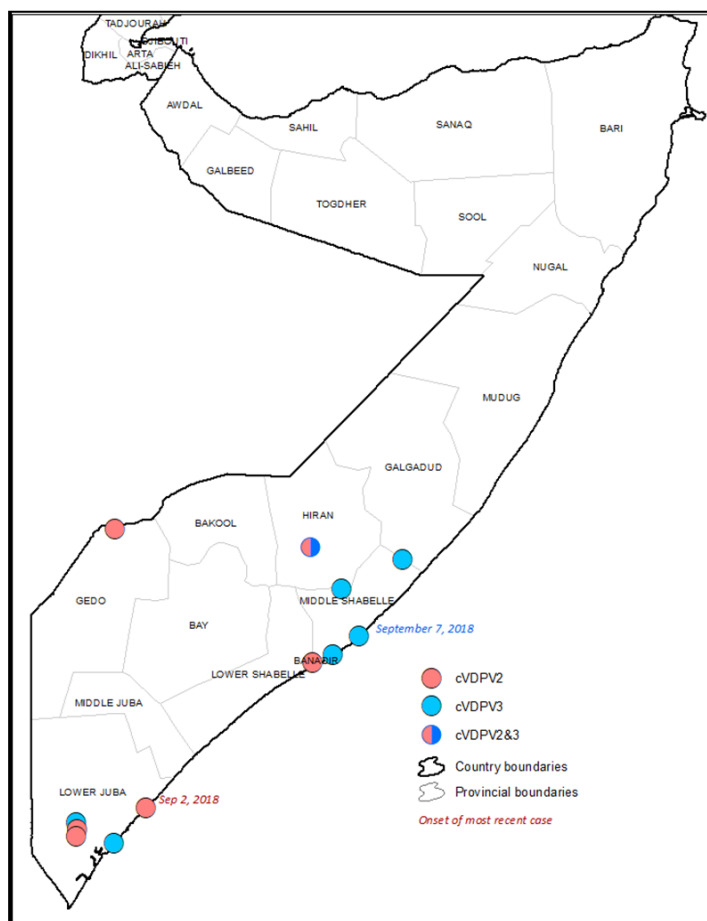 TADJOURAH
DJIBOUTI
DIKHIL
ARTA
ALI-SABIEH
AWDAL
SAHIL
SANAQ
BARI
GALBEED
TOGDHER
SOOL
NUGAL
MUDUG
GALGADUD
HIRAN
BAKOOL
GEDO
MIDDLE SHABELLE
BAY
September 7, 2018
BANADIR
LOWER SHABELLE
cVDPV2
MIDDLE JUBA
cVDPV3
cVDPV2&3
Country boundaries
LOWER JUBA
Provincial boundaries
Sep 2, 2018
Onset of most recent case